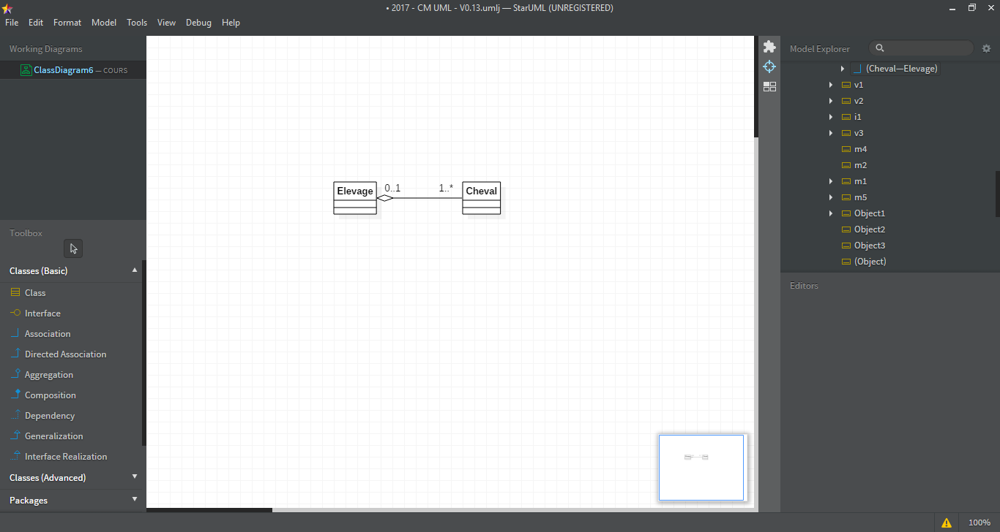 • 2017 - CM UML - V0.13.umlj — StarUML (UNREGISTERED)
File Edit Format Model Tools View Debug Help
Working Diagrams
ClassDiagram6 — COURS
Toolbox
Classes (Basic)
Class
Interface
Association
Directed Association
Aggregation
Composition
Dependency
Generalization
Interface Realization
Classes (Advanced)
Packages
Elevage 0..1 1..* Cheval
Model Explorer
(Cheval—Elevage)
v1
v2
i1
v3
m4
m2
m1
m5
Object1
Object2
Object3
(Object)
Editors
100%